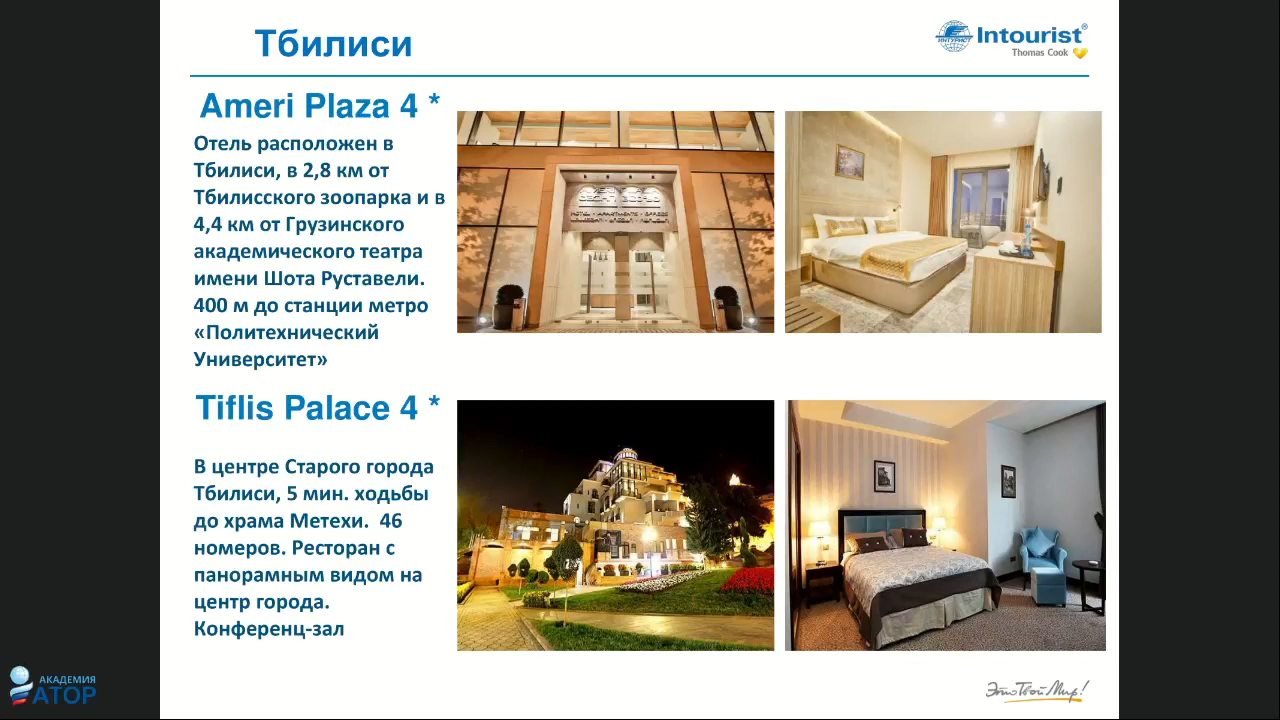 Тбилиси
Intourist®
ИНТУРИСТ
Thomas Cook
Ameri Plaza 4 *
Отель расположен в
Тбилиси, в 2,8 км от
Тбилисского зоопарка и в
4,4 км от Грузинского
академического театра
имени Шота Руставели.
400 м до станции метро
«Политехнический
Университет»
Tiflis Palace 4 *
В центре Старого города
Тбилиси, 5 мин. ходьбы
до храма Метехи. 46
номеров. Ресторан с
панорамным видом на
центр города.
Конференц-зал
АКАДЕМИЯ
АТОР
Это Твой Мир!